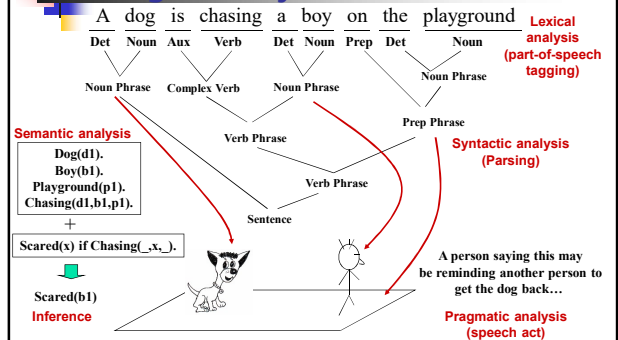 A dog is chasing a boy on the playground
Det Noun Aux Verb Det Noun Prep Det Noun
Lexical
analysis
(part-of-speech
tagging)
Noun Phrase
Noun Phrase Complex Verb Noun Phrase
Prep Phrase
Verb Phrase
Syntactic analysis
(Parsing)
Verb Phrase
Sentence
Semantic analysis
Dog(d1).
Boy(b1).
Playground(p1).
Chasing(d1,b1,p1).
+
Scared(x) if Chasing(_,x,_).
Scared(b1)
Inference
A person saying this may
be reminding another person to
get the dog back…
Pragmatic analysis
(speech act)